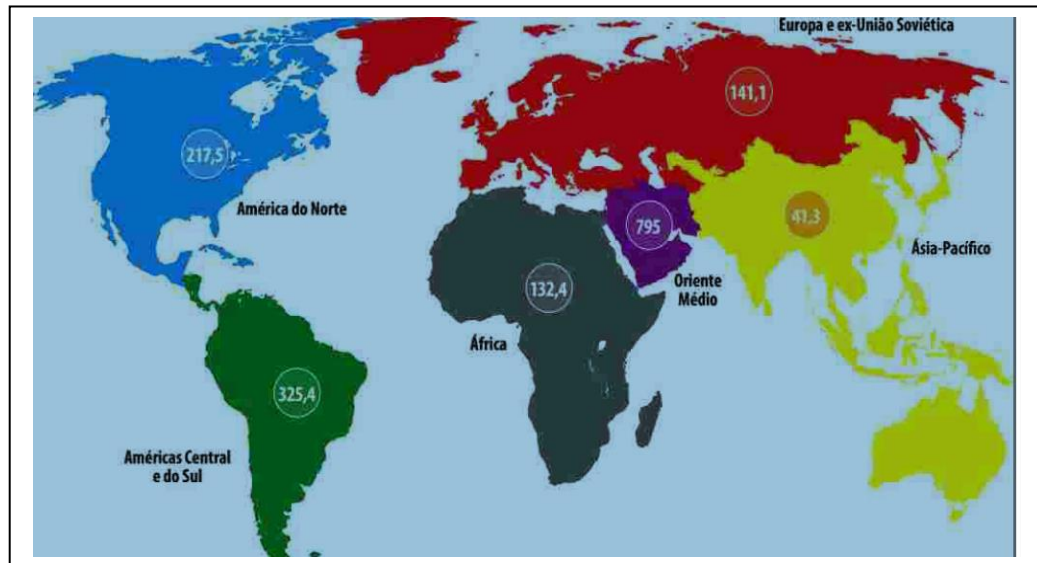 Europa e ex-União Soviética
141,1
217,5
América do Norte
795
41,3
Ásia-Pacífico
Oriente
Médio
132,4
África
325,4
Américas Central
e do Sul